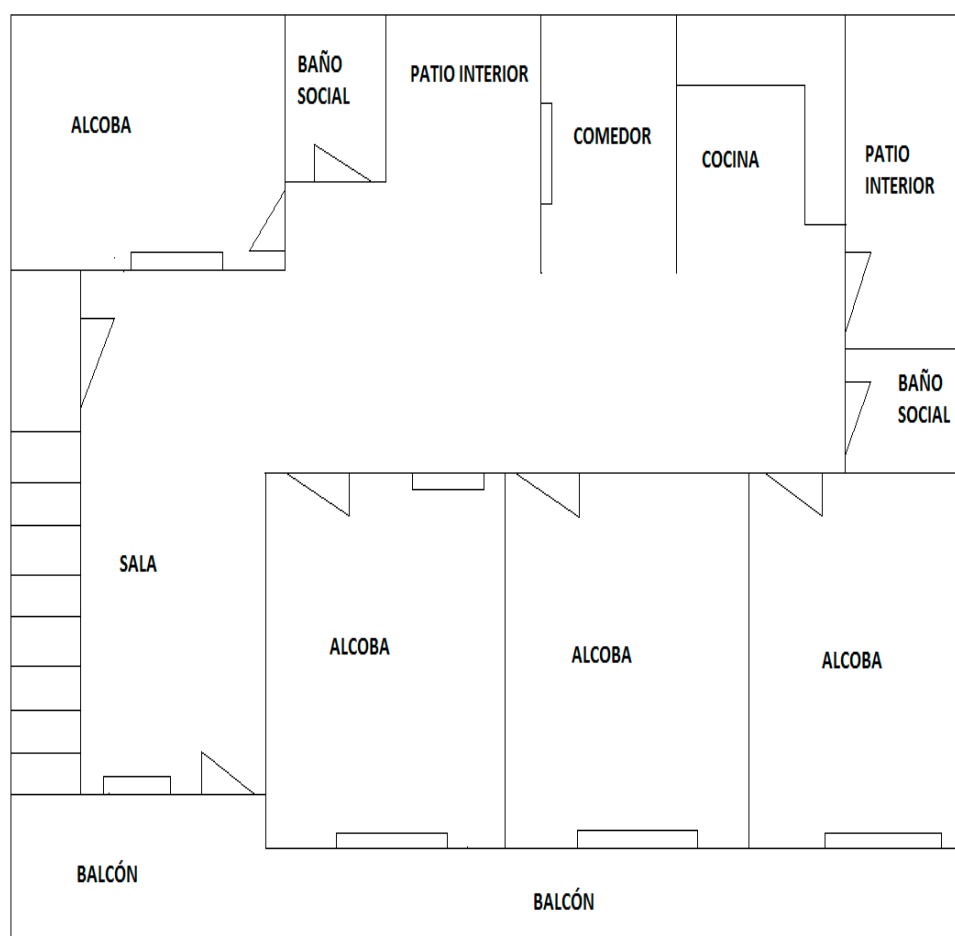 BAÑO
SOCIAL
PATIO INTERIOR
ALCOBA
COMEDOR
COCINA
PATIO
INTERIOR
BAÑO
SOCIAL
SALA
ALCOBA
ALCOBA
ALCOBA
BALCÓN
BALCÓN